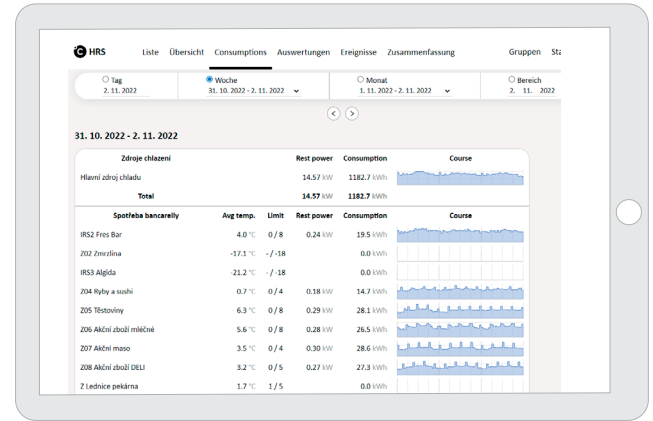 HRS Liste Übersicht Consumptions Auswertungen Ereignisse Zusammenfassung Gruppen Sta
Tag Woche Monat Bereich
2. 11. 2022 31. 10. 2022 - 2. 11. 2022 1. 11. 2022 - 2. 11. 2022 2. 11. 2022
31. 10. 2022 - 2. 11. 2022
Zdroje chlazení Rest power Consumption Course
Hlavní zdroj chladu 14.57 kW 1182.7 kWh
Total 14.57 kW 1182.7 kWh
Spotřeba bancarelly Avg temp. Limit Rest power Consumption Course
IRS2 Fres Bar 4.0 °C 0 / 8 0.24 kW 19.5 kWh
Z02 Zmrzlina -17.1 °C - / -18 0.0 kWh
IRS3 Algida -21.2 °C - / -18 0.0 kWh
Z04 Ryby a sushi 0.7 °C 0 / 4 0.18 kW 14.7 kWh
Z05 Těstoviny 6.3 °C 0 / 8 0.29 kW 28.1 kWh
Z06 Akční zboží mléčné 5.6 °C 0 / 8 0.28 kW 26.5 kWh
Z07 Akční maso 3.5 °C 0 / 4 0.30 kW 28.6 kWh
Z08 Akční zboží DELI 3.2 °C 0 / 5 0.27 kW 27.3 kWh
Z Lednice pekárna 1.7 °C 1 / 5 0.0 kWh